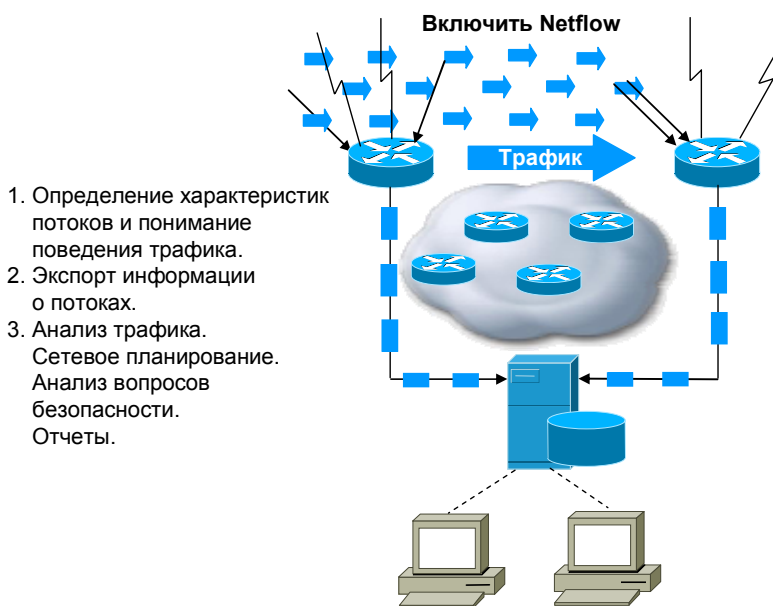 Включить Netflow
Трафик
1. Определение характеристик
потоков и понимание
поведения трафика.
2. Экспорт информации
о потоках.
3. Анализ трафика.
Сетевое планирование.
Анализ вопросов
безопасности.
Отчеты.